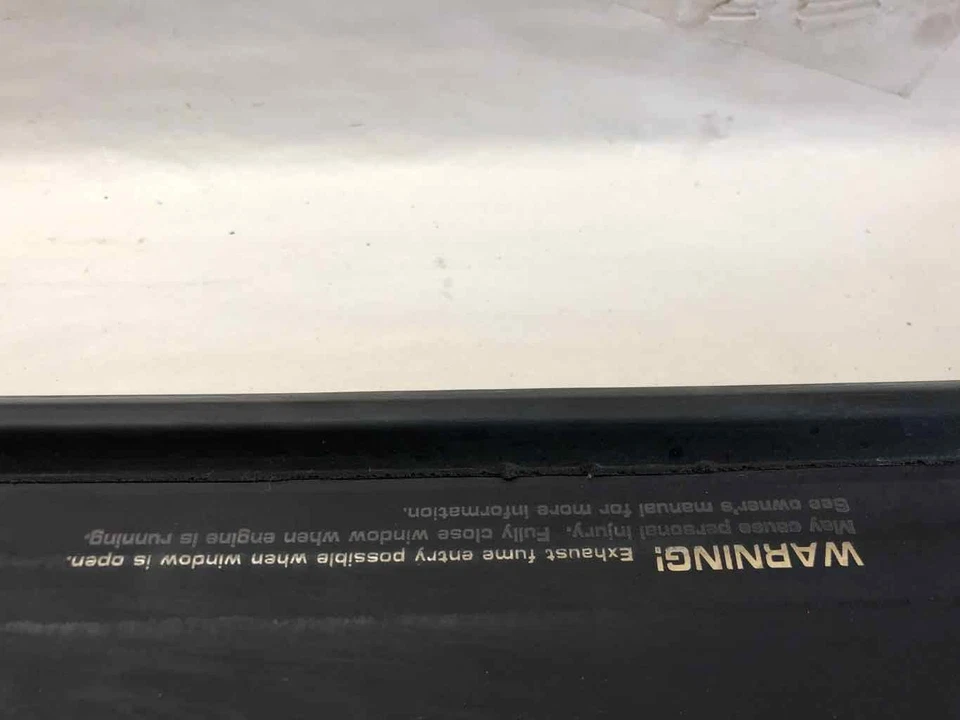 WARNING! Exhaust fume entry possible when window is open.
May cause personal injury. Fully close window when engine is running.
See owner's manual for more information.